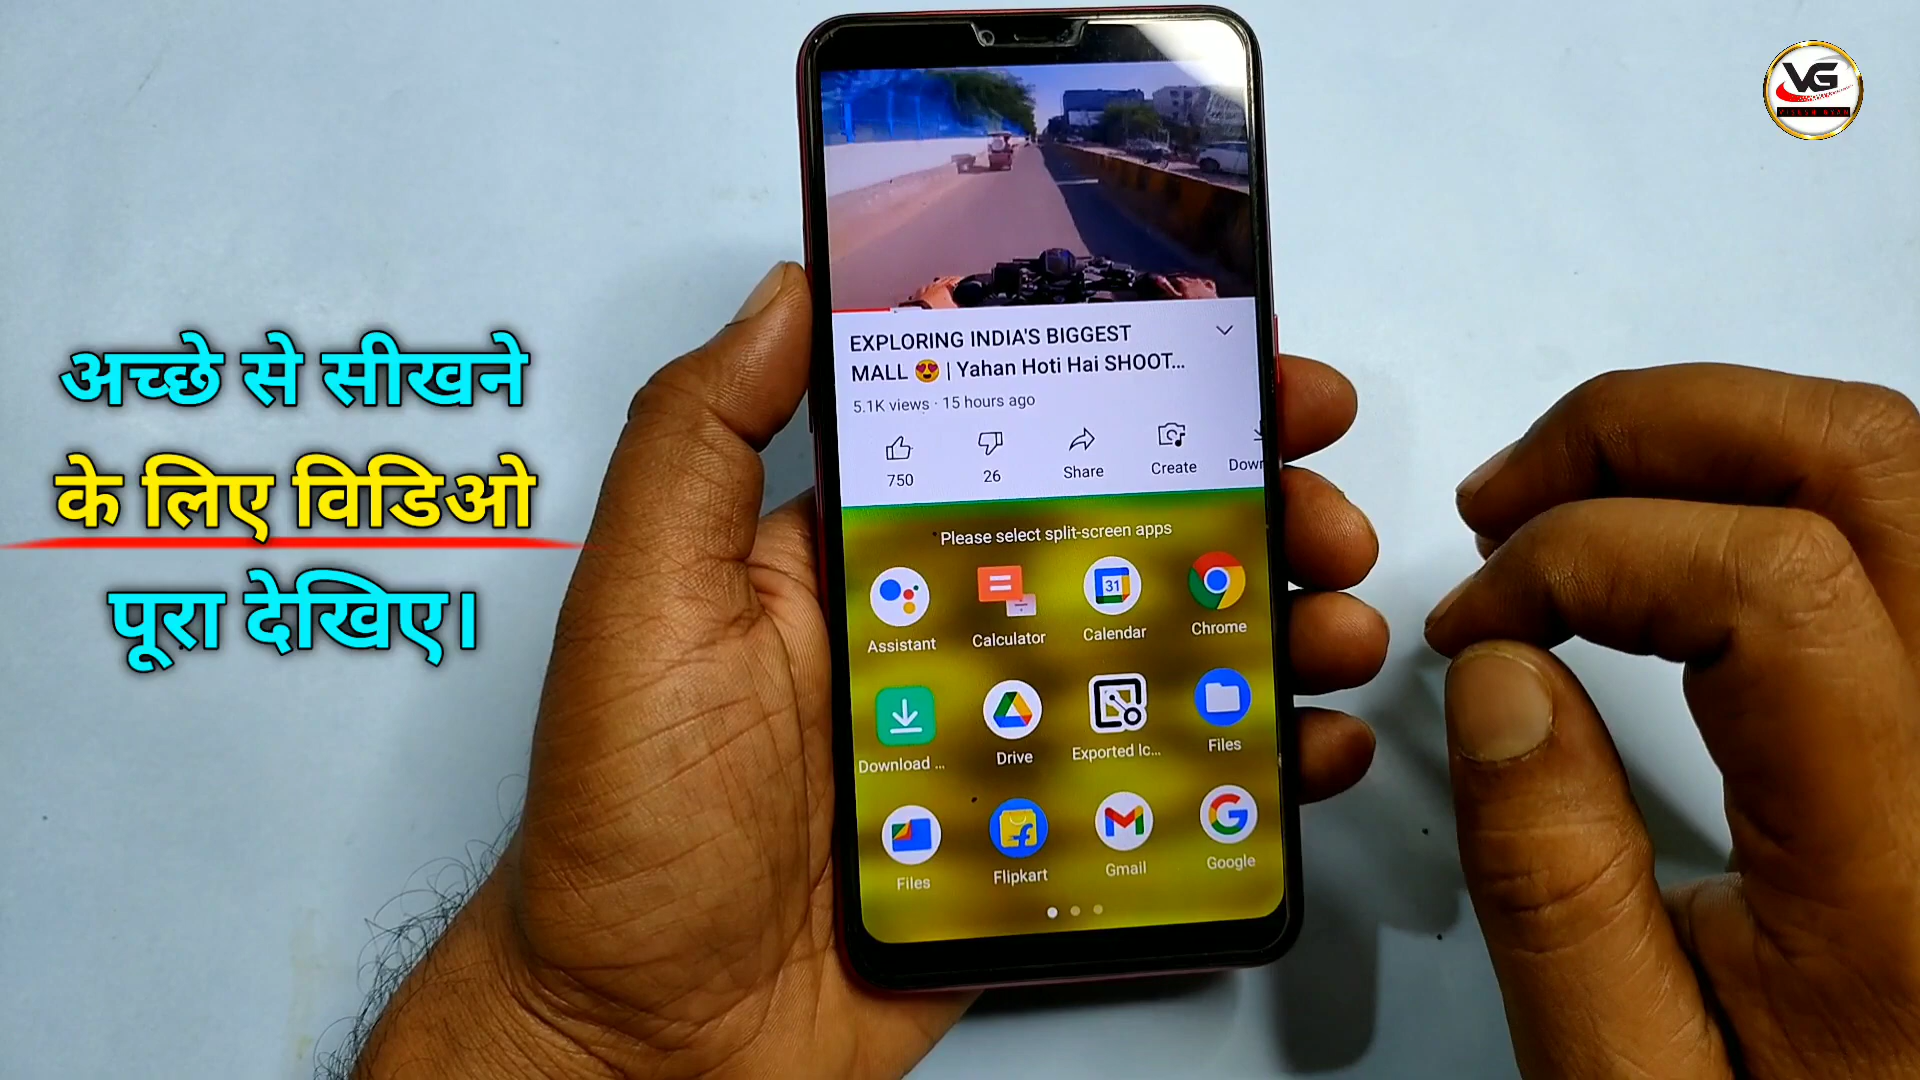 VG
अच्छे से सीखने
के लिए विडिओ
पूरा देखिए।
EXPLORING INDIA'S BIGGEST
MALL 😍 | Yahan Hoti Hai SHOOT...
5.1K views · 15 hours ago
750
26
Share
Create
Down
Please select split-screen apps
Assistant
Calculator
31
Calendar
Chrome
Download ...
Drive
Exported Ic...
Files
Files
Flipkart
Gmail
Google